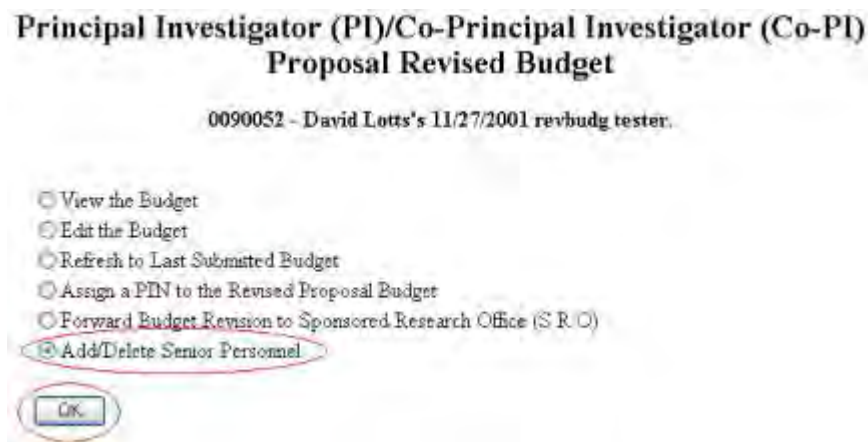 Principal Investigator (PI)/Co-Principal Investigator (Co-PI)
Proposal Revised Budget
0090052 - David Lotts's 11/27/2001 revbudg tester.
View the Budget
Edit the Budget
Refresh to Last Submitted Budget
Assign a PIN to the Revised Proposal Budget
Forward Budget Revision to Sponsored Research Office (S R O)
Add/Delete Senior Personnel
OK